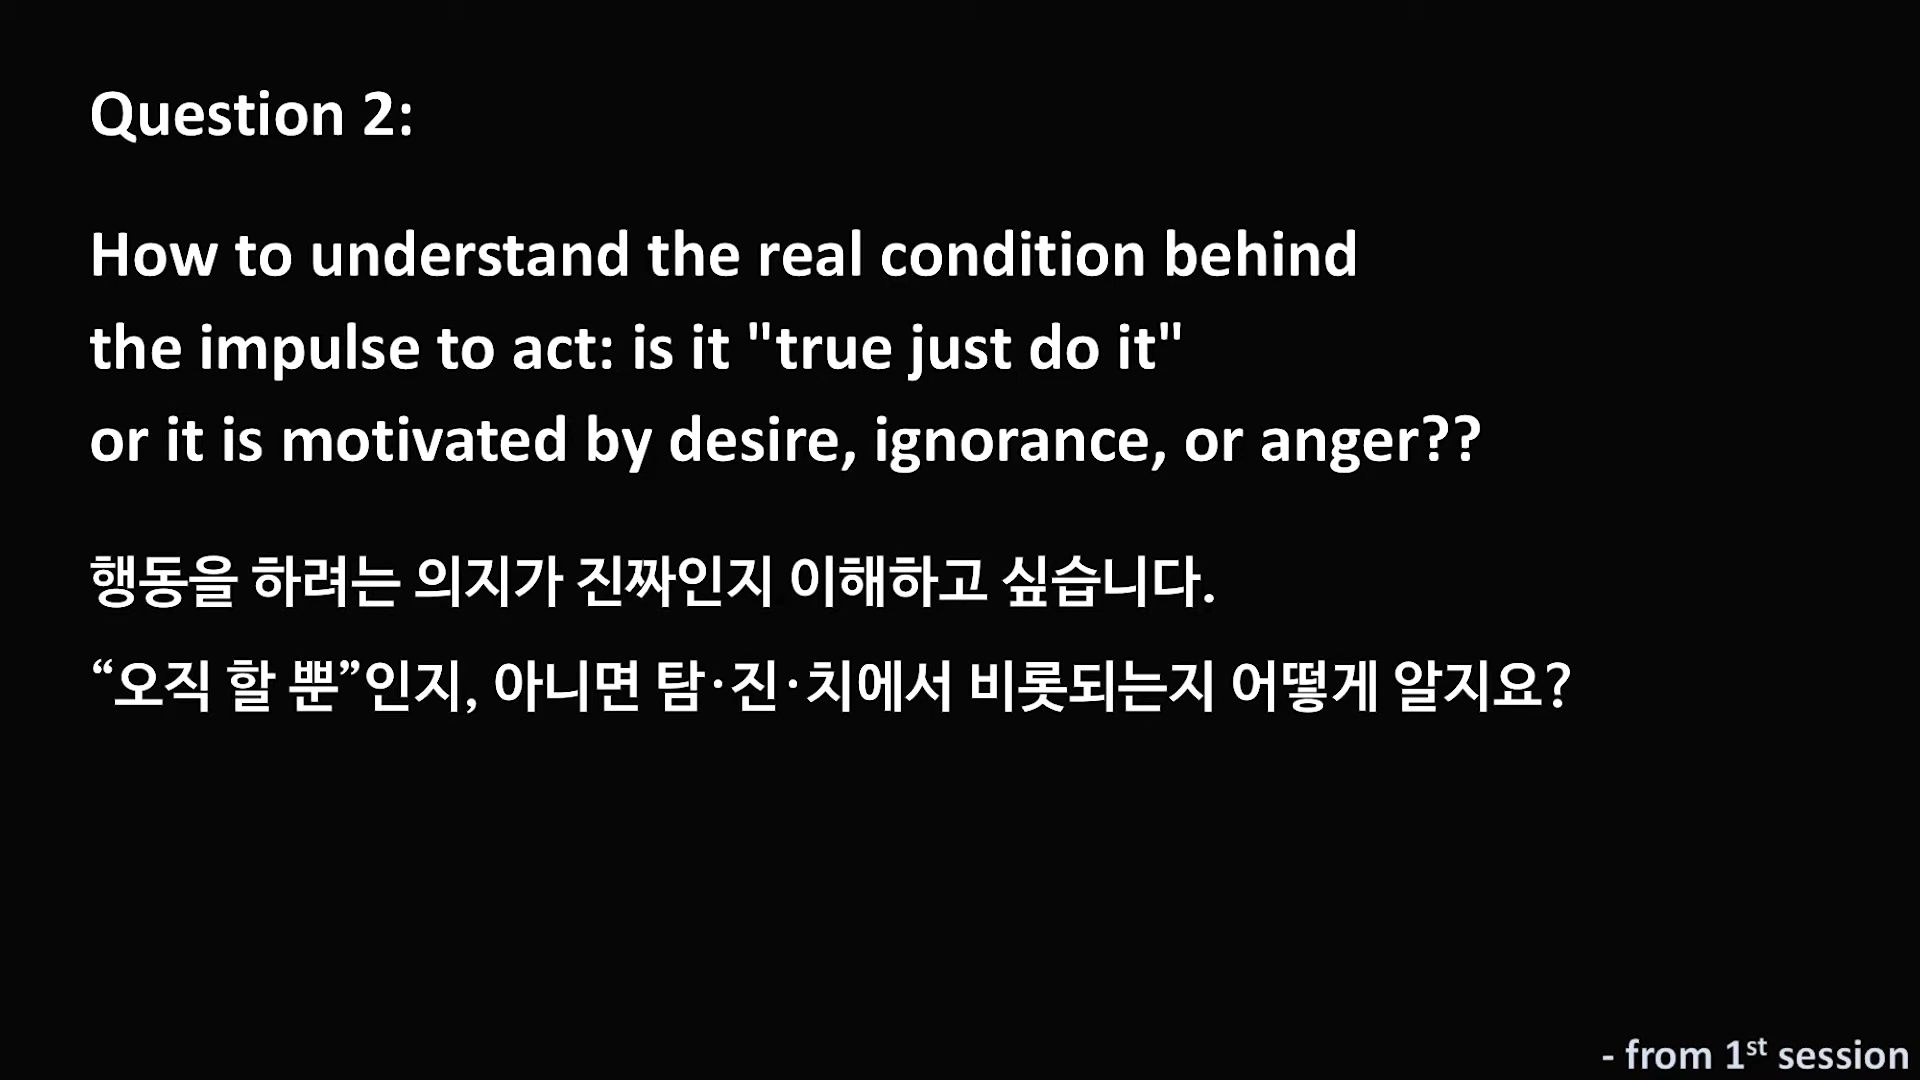 Question 2:
How to understand the real condition behind
the impulse to act: is it "true just do it"
or it is motivated by desire, ignorance, or anger??
행동을 하려는 의지가 진짜인지 이해하고 싶습니다.
“오직 할 뿐”인지, 아니면 탐·진·치에서 비롯되는지 어떻게 알지요?
- from 1st session